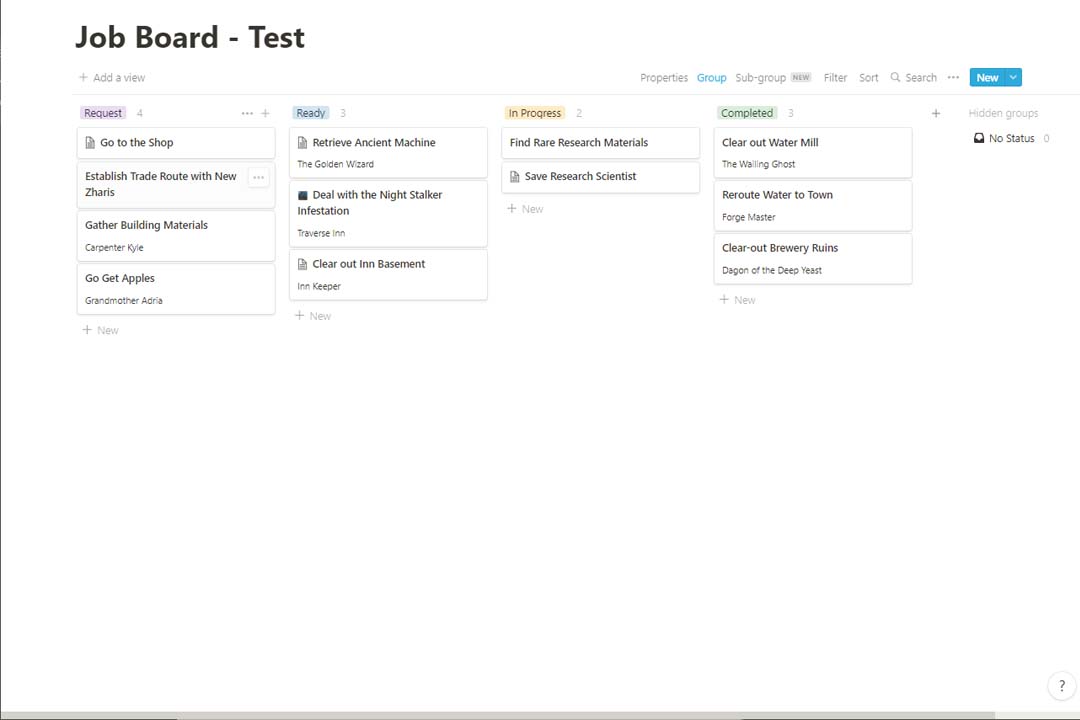 Job Board - Test
+ Add a view
Properties Group Sub-group NEW Filter Sort Search ••• New
Request 4 ••• +
Go to the Shop
Establish Trade Route with New
Zharis
•••
Gather Building Materials
Carpenter Kyle
Go Get Apples
Grandmother Adria
+ New
Ready 3
Retrieve Ancient Machine
The Golden Wizard
Deal with the Night Stalker
Infestation
Traverse Inn
Clear out Inn Basement
Inn Keeper
+ New
In Progress 2
Find Rare Research Materials
Save Research Scientist
+ New
Completed 3
Clear out Water Mill
The Wailing Ghost
Reroute Water to Town
Forge Master
Clear-out Brewery Ruins
Dagon of the Deep Yeast
+ New
+
Hidden groups
No Status 0
?